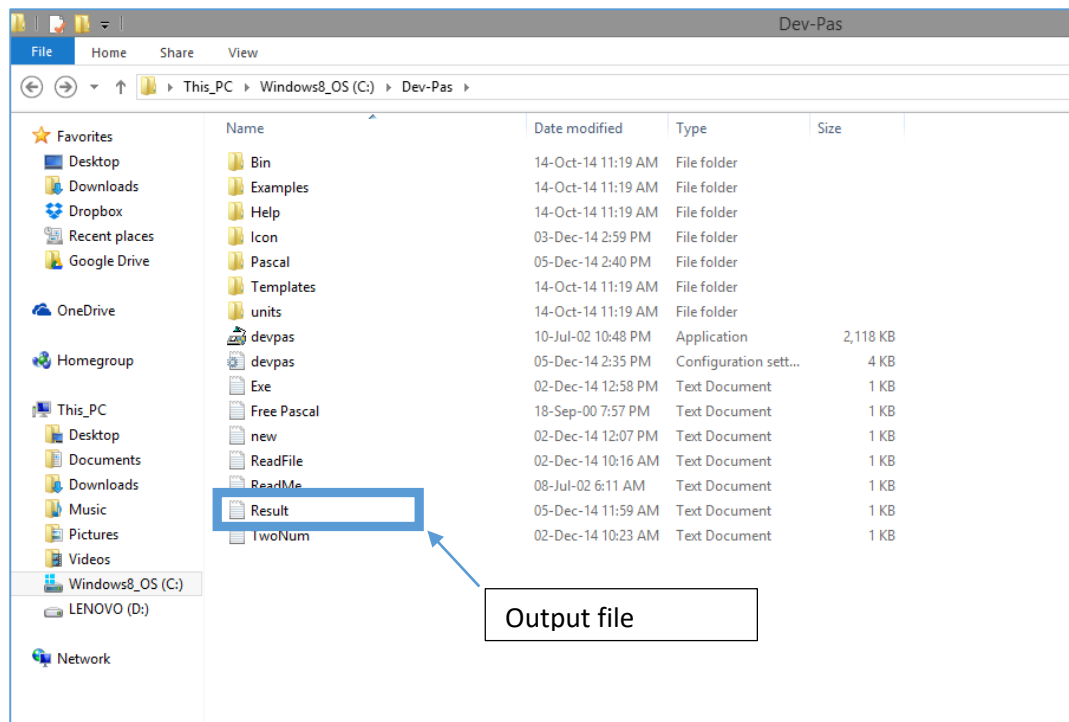 Dev-Pas
File Home Share View
This_PC Windows8_OS (C:) Dev-Pas
Favorites
Desktop
Downloads
Dropbox
Recent places
Google Drive
OneDrive
Homegroup
This_PC
Desktop
Documents
Downloads
Music
Pictures
Videos
Windows8_OS (C:)
LENOVO (D:)
Network
Name Date modified Type Size
Bin 14-Oct-14 11:19 AM File folder
Examples 14-Oct-14 11:19 AM File folder
Help 14-Oct-14 11:19 AM File folder
Icon 03-Dec-14 2:59 PM File folder
Pascal 05-Dec-14 2:40 PM File folder
Templates 14-Oct-14 11:19 AM File folder
units 14-Oct-14 11:19 AM File folder
devpas 10-Jul-02 10:48 PM Application 2,118 KB
devpas 05-Dec-14 2:35 PM Configuration sett... 4 KB
Exe 02-Dec-14 12:58 PM Text Document 1 KB
Free Pascal 18-Sep-00 7:57 PM Text Document 1 KB
new 02-Dec-14 12:07 PM Text Document 1 KB
ReadFile 02-Dec-14 10:16 AM Text Document 1 KB
ReadMe 08-Jul-02 6:11 AM Text Document 1 KB
Result 05-Dec-14 11:59 AM Text Document 1 KB
TwoNum 02-Dec-14 10:23 AM Text Document 1 KB
Output file